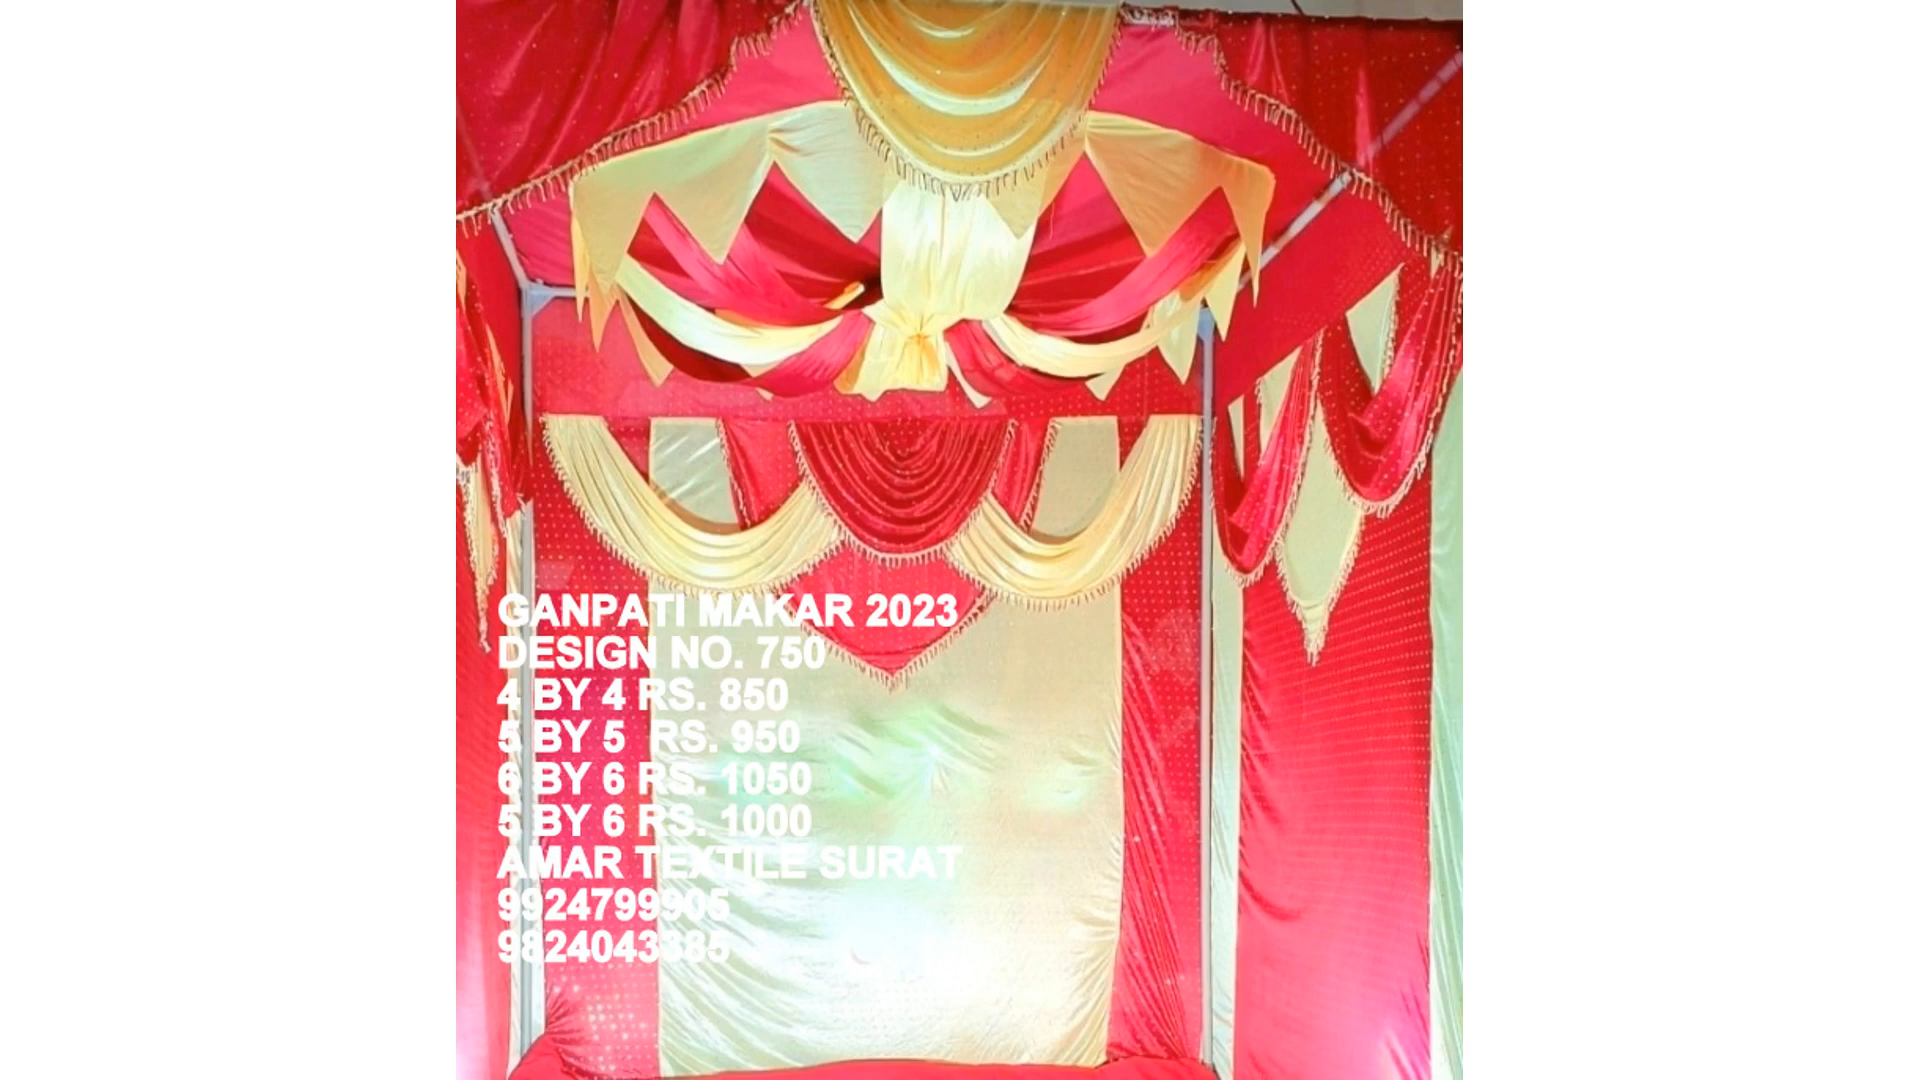 GANPATI MAKAR 2023
DESIGN NO. 750
4 BY 4 RS. 850
5 BY 5 RS. 950
6 BY 6 RS. 1050
5 BY 6 RS. 1000
AMAR TEXTILE SURAT
9924799905
9824043385